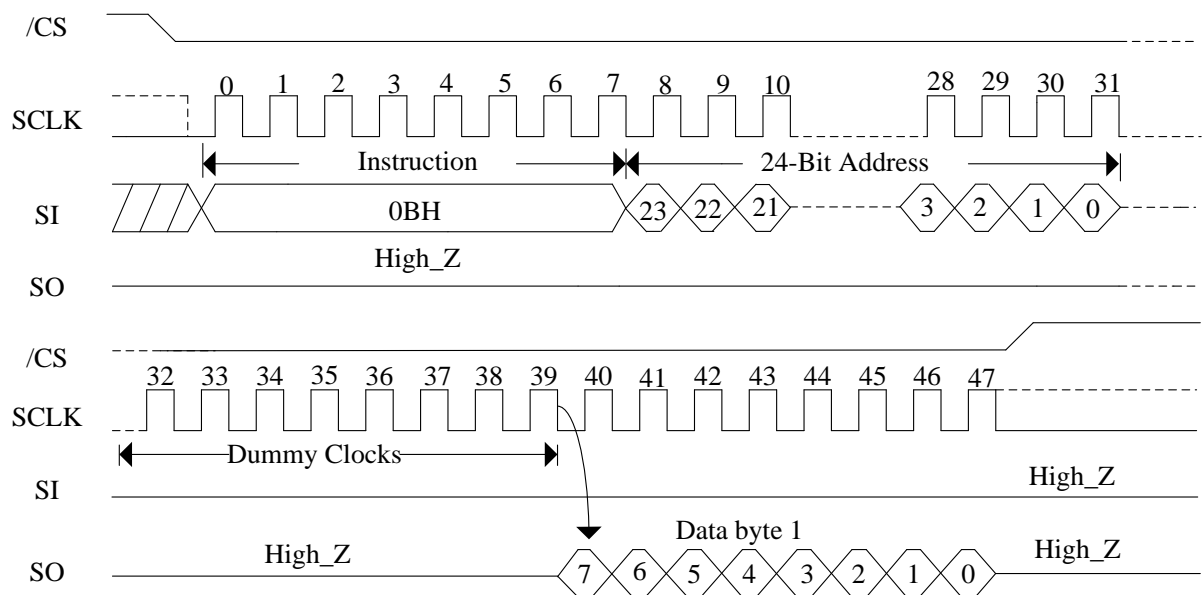 /CS
0 1 2 3 4 5 6 7 8 9 10 28 29 30 31
SCLK
Instruction 24-Bit Address
SI 0BH 23 22 21 3 2 1 0
High_Z
SO
/CS
32 33 34 35 36 37 38 39 40 41 42 43 44 45 46 47
SCLK
Dummy Clocks
SI High_Z
Data byte 1
High_Z High_Z
SO 7 6 5 4 3 2 1 0